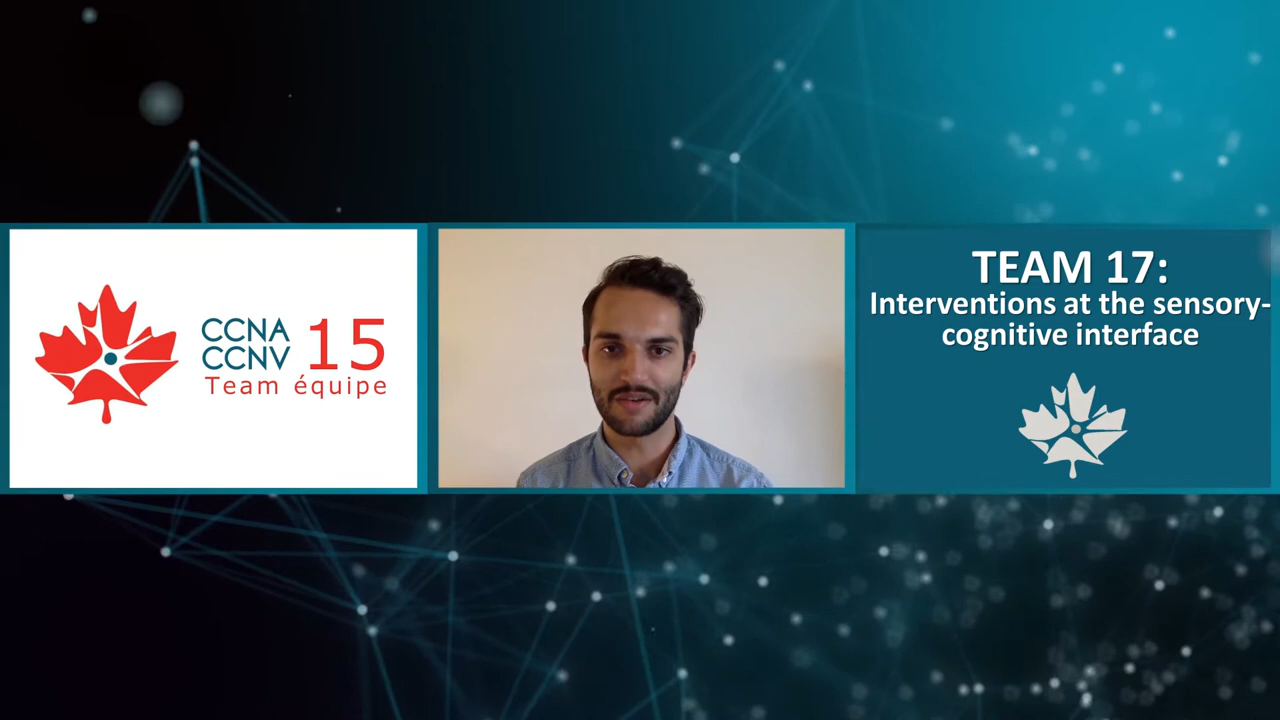 CCNA
CCNV
15
Team équipe
TEAM 17:
Interventions at the sensory-
cognitive interface